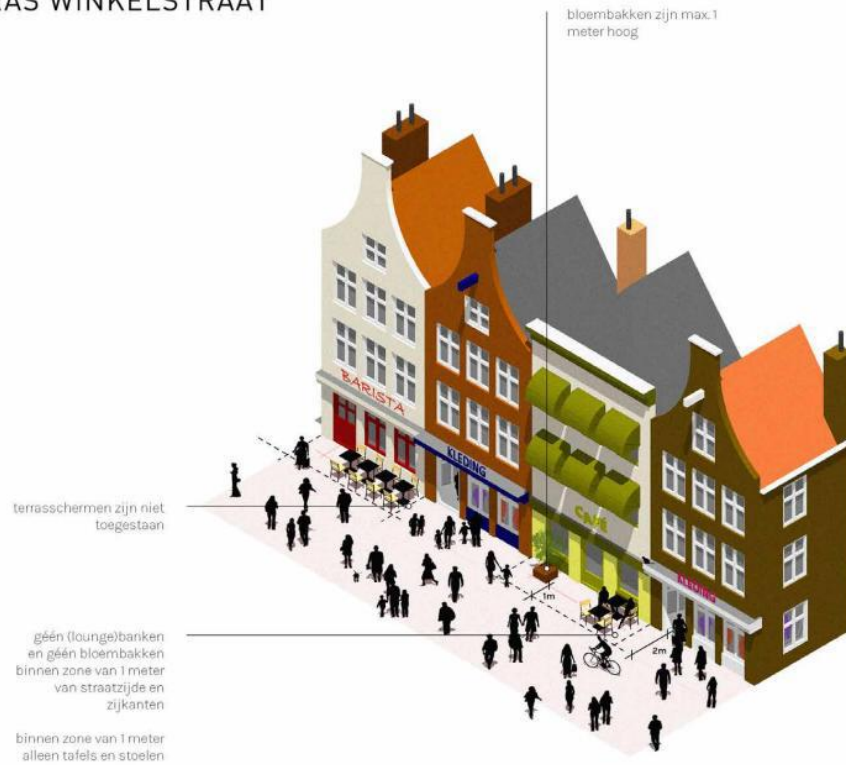 AS WINKELSTRAAT
bloembakken zijn max. 1
meter hoog
BARISTA
KLEDING
CAFÉ
KLEDING
1m
2m
terrasschermen zijn niet
toegestaan
géén (lounge)banken
en géén bloembakken
binnen zone van 1 meter
van straatzijde en
zijkanten
binnen zone van 1 meter
alleen tafels en stoelen